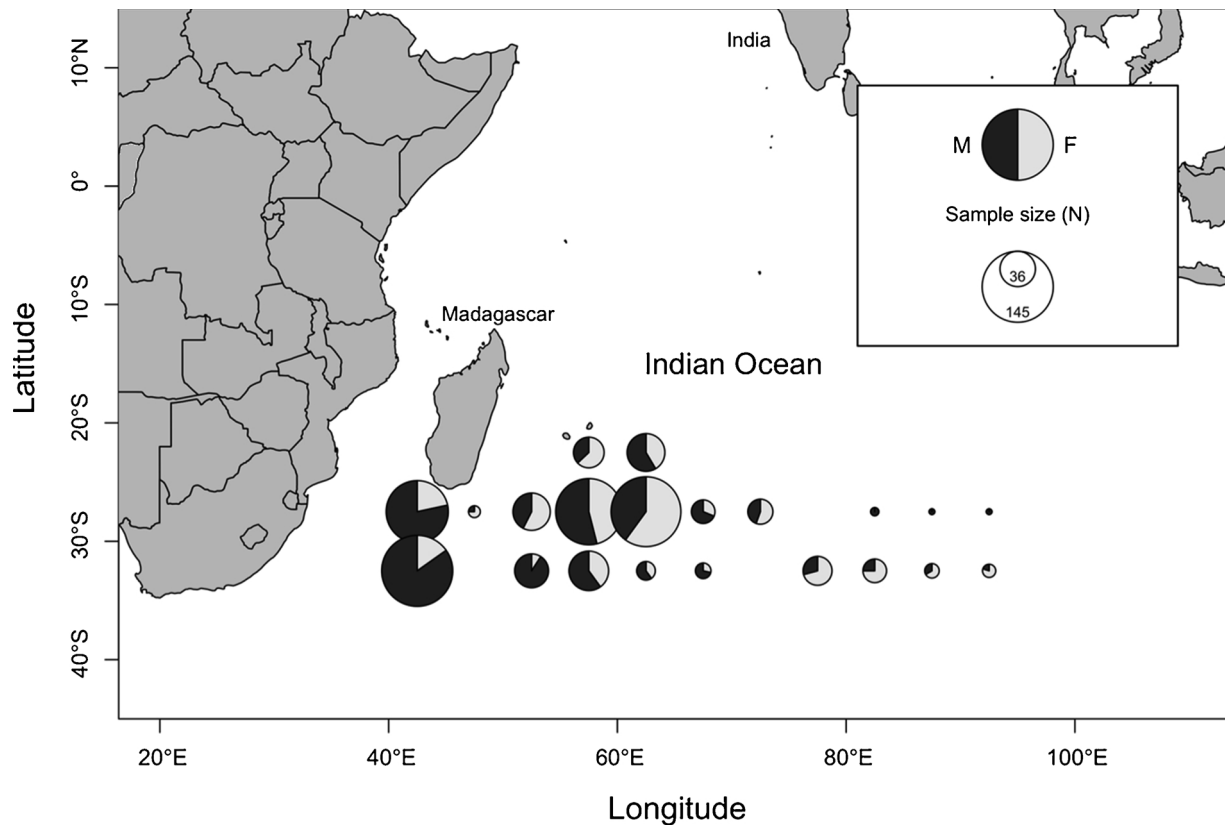 India
M
F
Sample size (N)
36
145
Madagascar
Indian Ocean
Latitude
10°N
0°
10°S
20°S
30°S
40°S
20°E
40°E
60°E
80°E
100°E
Longitude